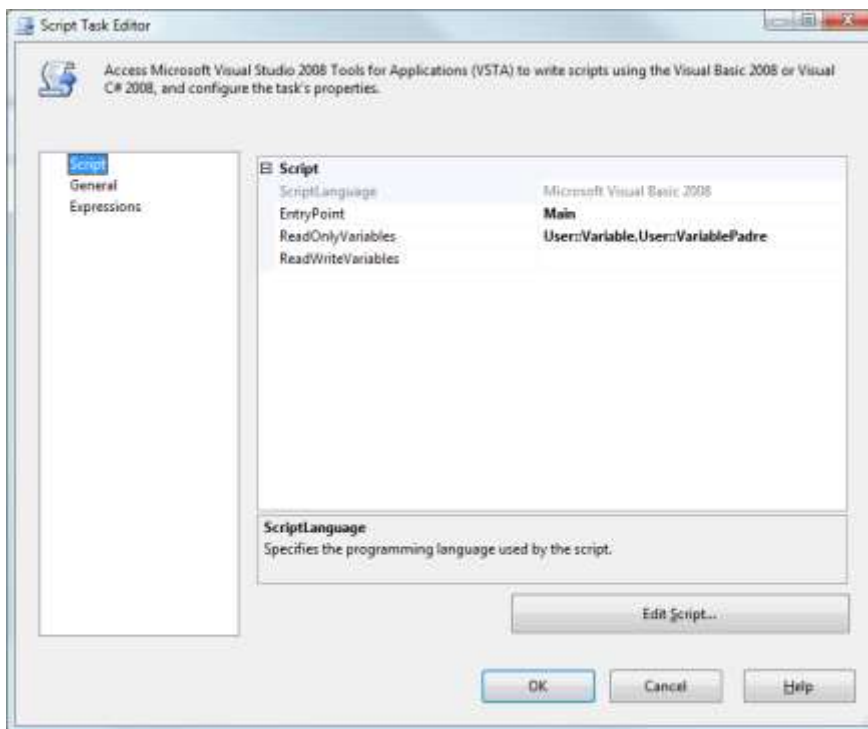 Script Task Editor
Access Microsoft Visual Studio 2008 Tools for Applications (VSTA) to write scripts using the Visual Basic 2008 or Visual
C# 2008, and configure the task's properties.
Script
General
Expressions
Script
ScriptLanguage Microsoft Visual Basic 2008
EntryPoint Main
ReadOnlyVariables User::Variable,User::VariablePadre
ReadWriteVariables
ScriptLanguage
Specifies the programming language used by the script.
Edit Script...
OK Cancel Help